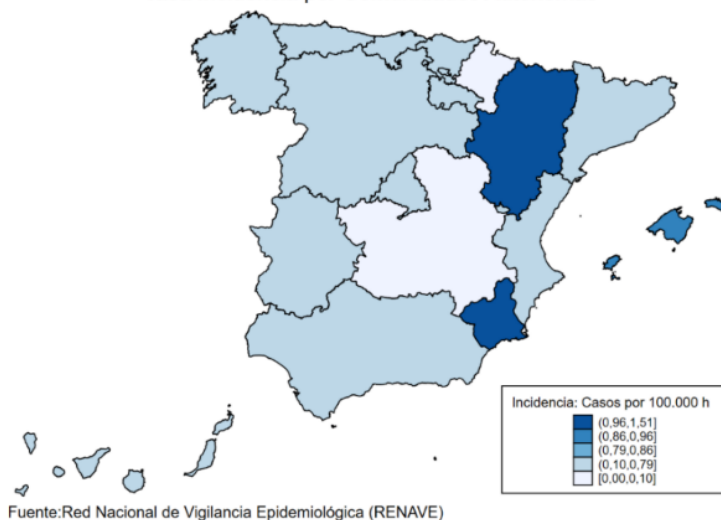 Incidencia: Casos por 100.000 h
(0,96,1,51]
(0,86,0,96]
(0,79,0,86]
(0,10,0,79]
[0,00,0,10]
Fuente:Red Nacional de Vigilancia Epidemiológica (RENAVE)